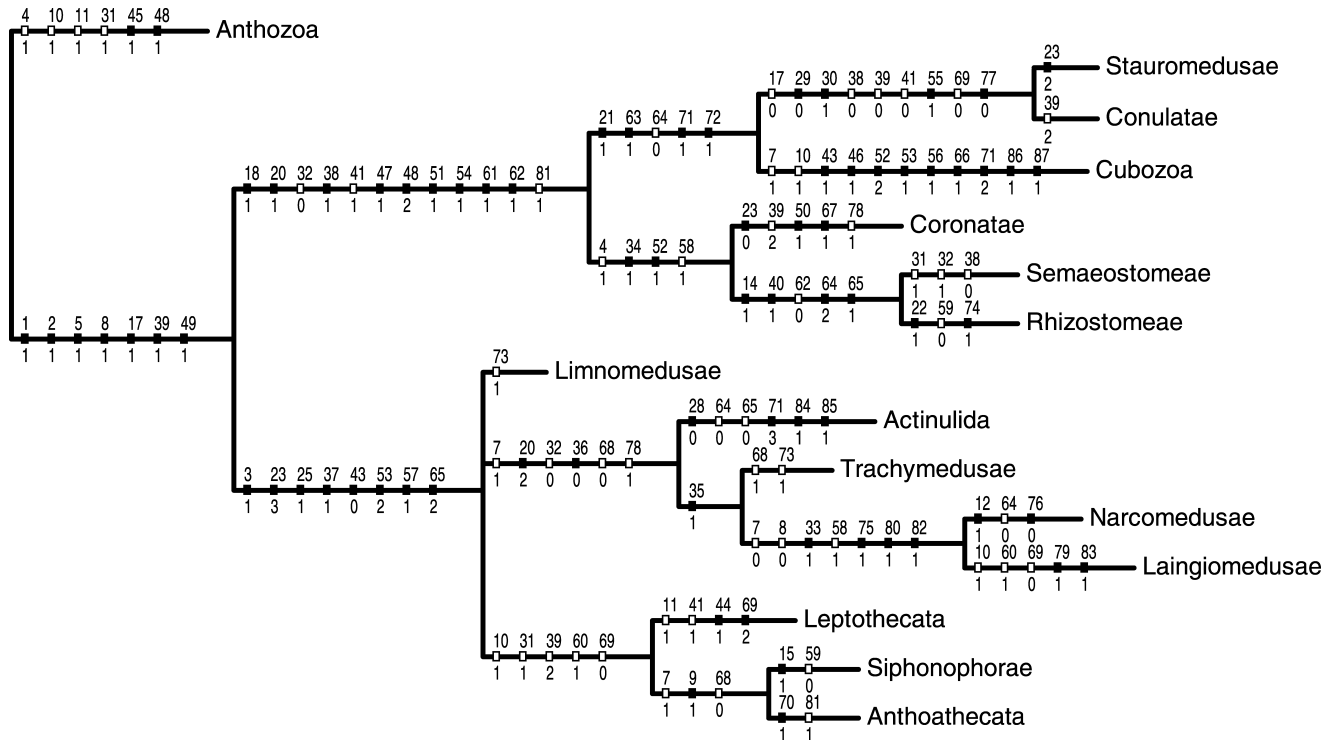 4 10 11 31 45 48
Anthozoa
1 1 1 1 1 1
23
Stauromedusae
2
17 29 30 38 39 41 55 69 77
0 0 1 0 0 0 1 0 0
39
Conulatae
2
21 63 64 71 72
1 1 0 1 1
7 10 43 46 52 53 56 66 71 86 87
Cubozoa
1 1 1 1 2 1 1 1 2 1 1
18 20 32 38 41 47 48 51 54 61 62 81
1 1 0 1 1 1 2 1 1 1 1 1
23 39 50 67 78
Coronatae
0 2 1 1 1
4 34 52 58
1 1 1 1
31 32 38
Semaeostomeae
1 1 0
14 40 62 64 65
1 1 0 2 1
22 59 74
Rhizostomeae
1 0 1
1 2 5 8 17 39 49
1 1 1 1 1 1 1
73
Limnomedusae
1
28 64 65 71 84 85
Actinulida
0 0 0 3 1 1
7 20 32 36 68 78
1 2 0 0 0 1
68 73
Trachymedusae
1 1
3 23 25 37 43 53 57 65
1 3 1 1 0 2 1 2
35
1
12 64 76
Narcomedusae
1 0 0
7 8 33 58 75 80 82
0 0 1 1 1 1 1
10 60 69 79 83
Laingiomedusae
1 1 0 1 1
11 41 44 69
Leptothecata
1 1 1 2
10 31 39 60 69
1 1 2 1 0
15 59
Siphonophorae
1 0
7 9 68
1 1 0
70 81
Anthoathecata
1 1